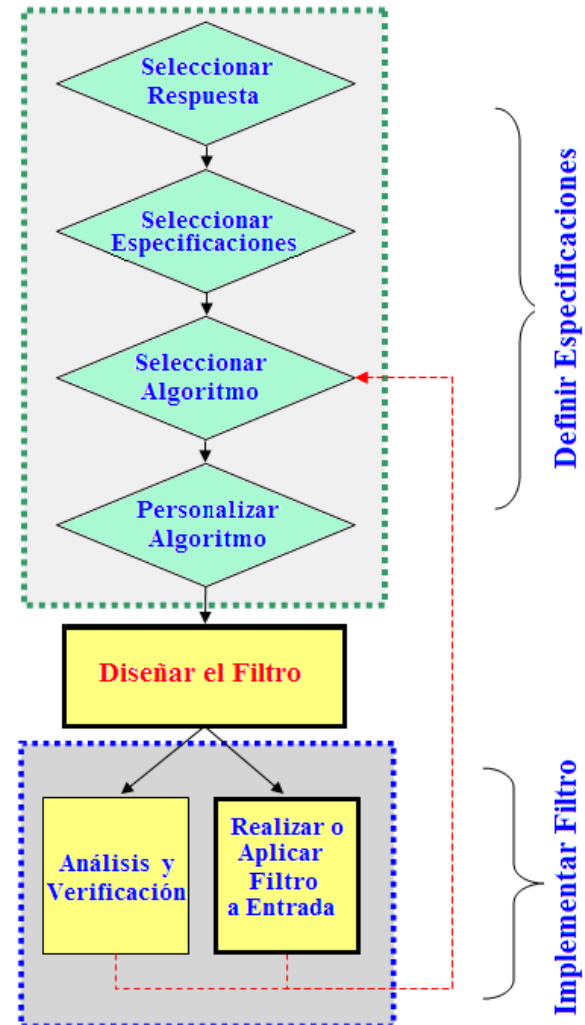 Seleccionar
Respuesta
Seleccionar
Especificaciones
Seleccionar
Algoritmo
Personalizar
Algoritmo
Definir Especificaciones
Diseñar el Filtro
Análisis y
Verificación
Realizar o
Aplicar
Filtro
a Entrada
Implementar Filtro